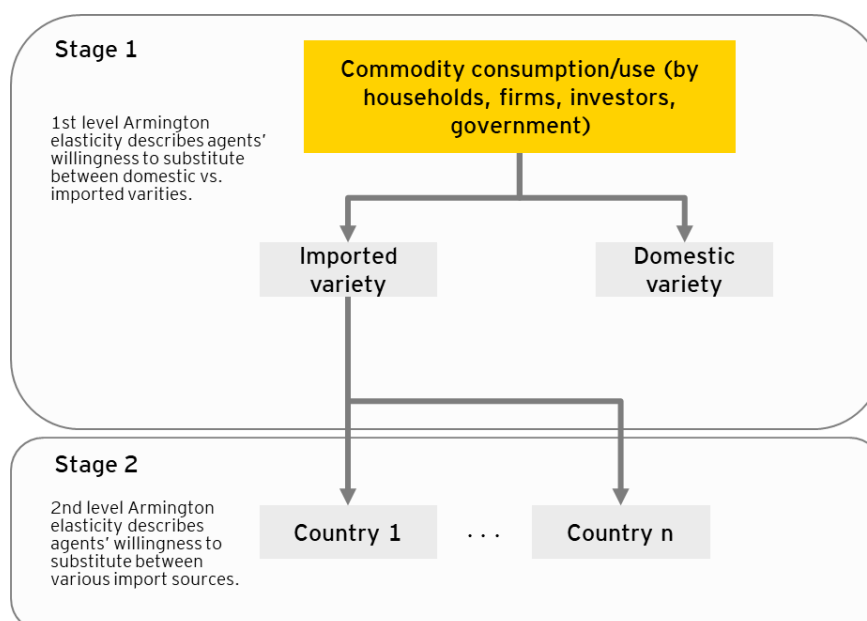 Stage 1
Commodity consumption/use (by
households, firms, investors,
government)
1st level Armington
elasticity describes agents'
willingness to substitute
between domestic vs.
imported varities.
Imported
variety
Domestic
variety
Stage 2
2nd level Armington
elasticity describes
agents' willingness to
substitute between
various import sources.
Country 1
. . .
Country n